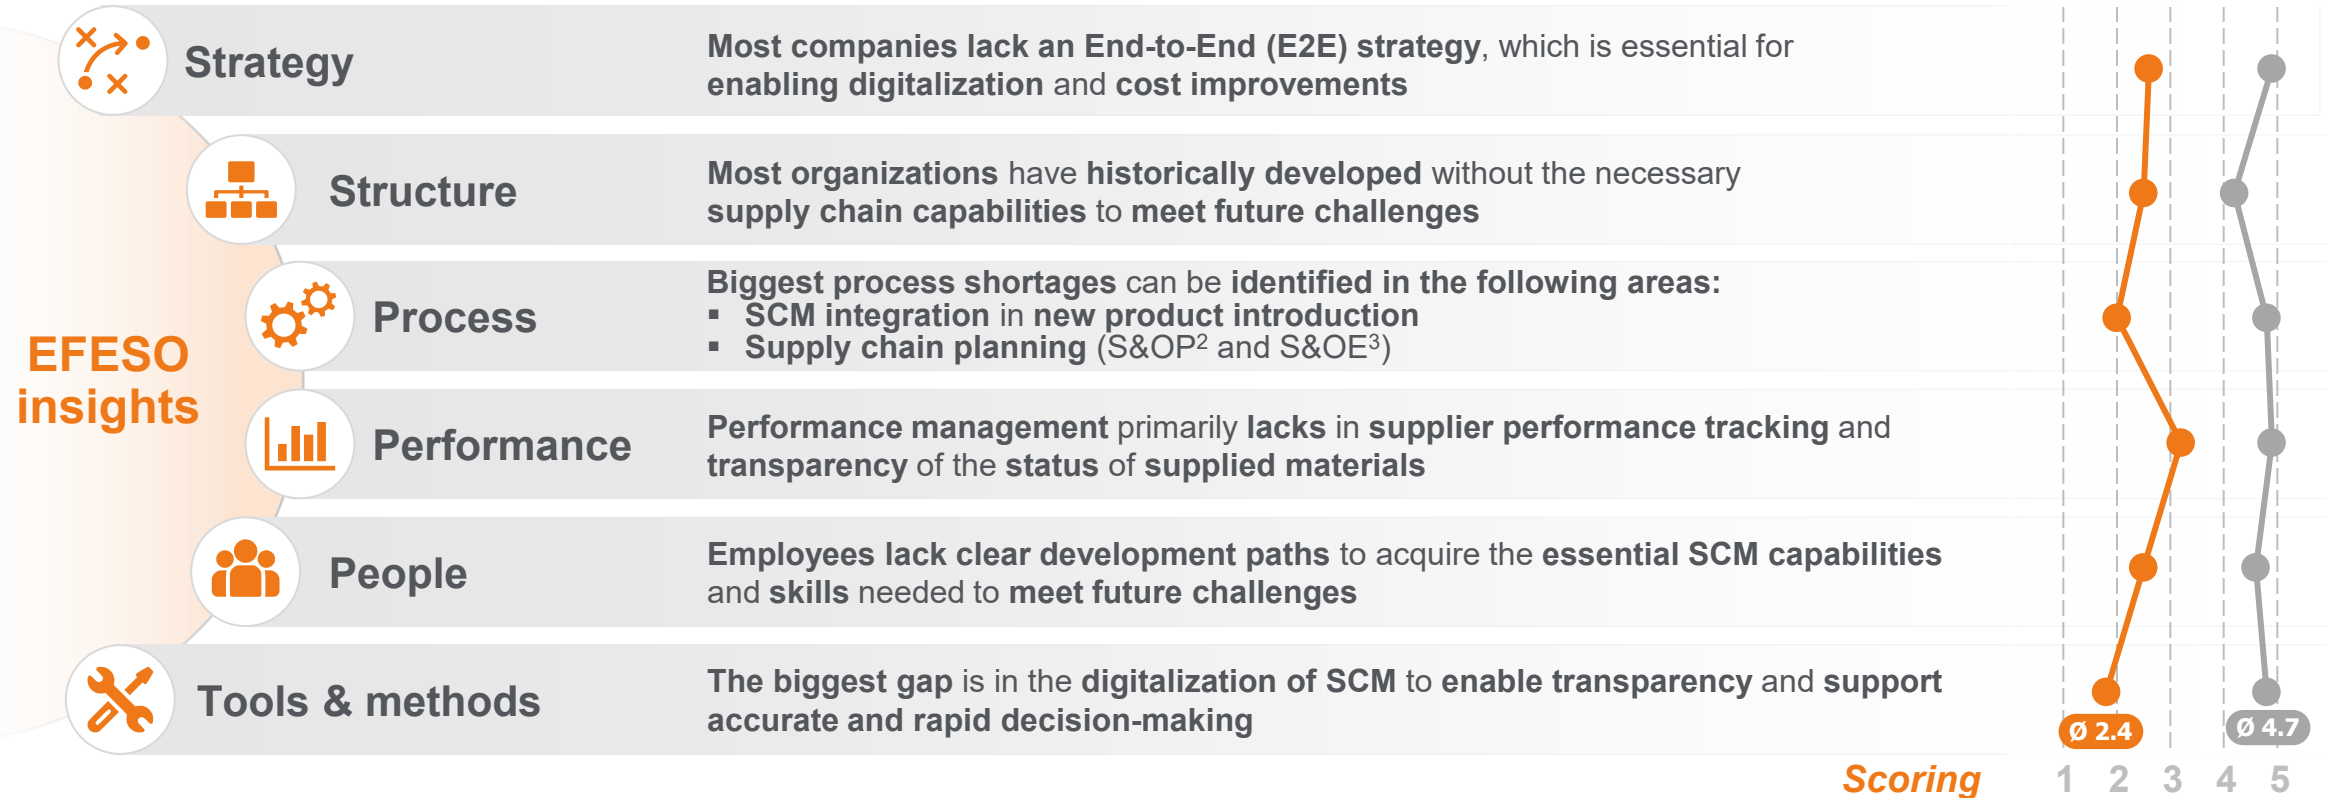 Strategy
Most companies lack an End-to-End (E2E) strategy, which is essential for
enabling digitalization and cost improvements
Structure
Most organizations have historically developed without the necessary
supply chain capabilities to meet future challenges
EFESO
insights
Process
Biggest process shortages can be identified in the following areas:
▪ SCM integration in new product introduction
▪ Supply chain planning (S&OP² and S&OE³)
Performance
Performance management primarily lacks in supplier performance tracking and
transparency of the status of supplied materials
People
Employees lack clear development paths to acquire the essential SCM capabilities
and skills needed to meet future challenges
Tools & methods
The biggest gap is in the digitalization of SCM to enable transparency and support
accurate and rapid decision-making
Ø 2.4
Ø 4.7
Scoring 1 2 3 4 5